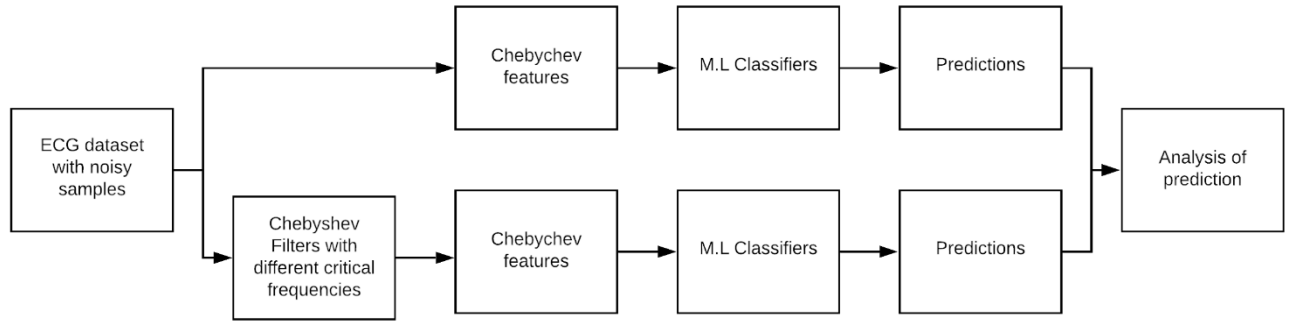 ECG dataset
with noisy
samples
Chebychev
features
M.L Classifiers
Predictions
Chebyshev
Filters with
different critical
frequencies
Chebychev
features
M.L Classifiers
Predictions
Analysis of
prediction